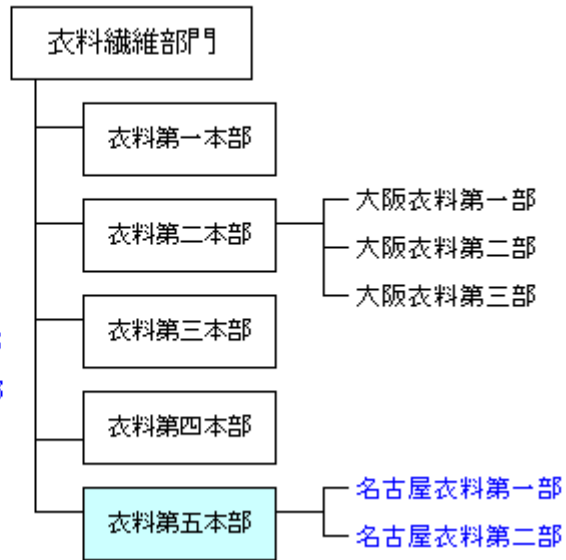 衣料繊維部門
衣料第一本部
衣料第二本部
大阪衣料第一部
大阪衣料第二部
大阪衣料第三部
衣料第三本部
衣料第四本部
衣料第五本部
名古屋衣料第一部
名古屋衣料第二部